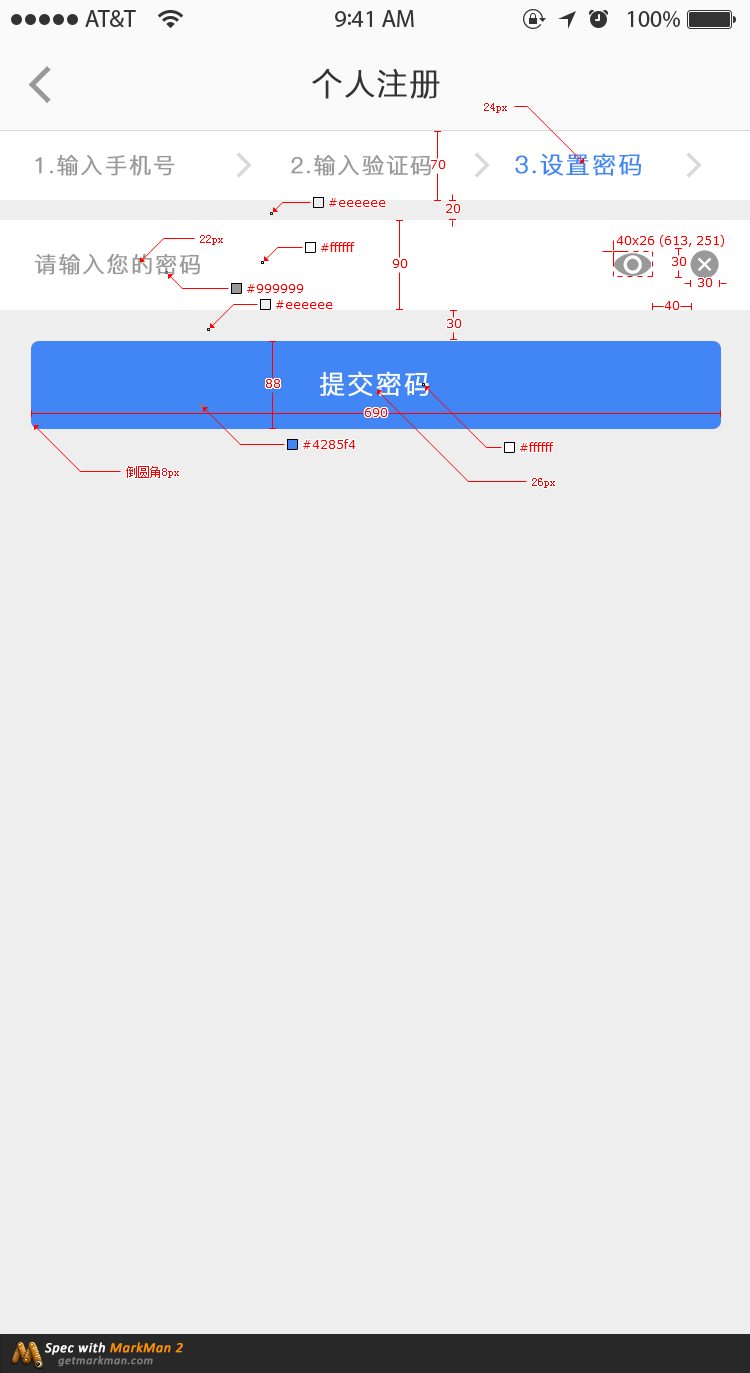 AT&T 9:41 AM 100%
个人注册
24px
1.输入手机号 2.输入验证码 70 3.设置密码
#eeeeee 20
22px 40x26 (613, 251)
#ffffff
请输入您的密码 90 30
#999999 30
#eeeeee 40
30
88 提交密码
690
#4285f4 #ffffff
倒圆角8px
26px
Spec with MarkMan 2
getmarkman.com